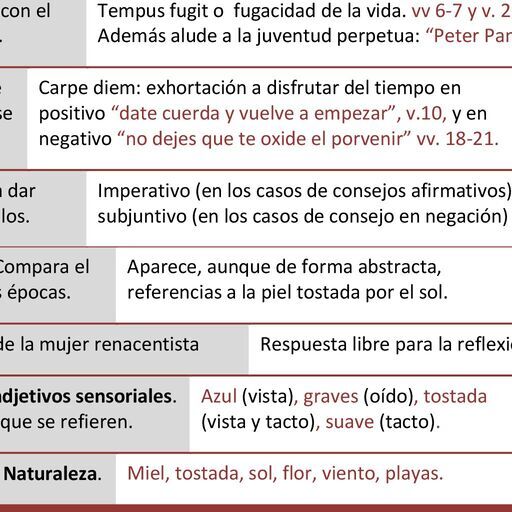 con el
Tempus fugit o fugacidad de la vida. vv 6-7 y v. 2
Además alude a la juventud perpetua: “Peter Pan
Carpe diem: exhortación a disfrutar del tiempo en
se
positivo “date cuerda y vuelve a empezar”, v.10, y en
negativo “no dejes que te oxide el porvenir” vv. 18-21.
dar
Imperativo (en los casos de consejos afirmativos)
los.
subjuntivo (en los casos de consejo en negación)
Compara el
Aparece, aunque de forma abstracta,
épocas.
referencias a la piel tostada por el sol.
de la mujer renacentista
Respuesta libre para la reflexi
adjetivos sensoriales.
Azul (vista), graves (oído), tostada
que se refieren.
(vista y tacto), suave (tacto).
Naturaleza.
Miel, tostada, sol, flor, viento, playas.